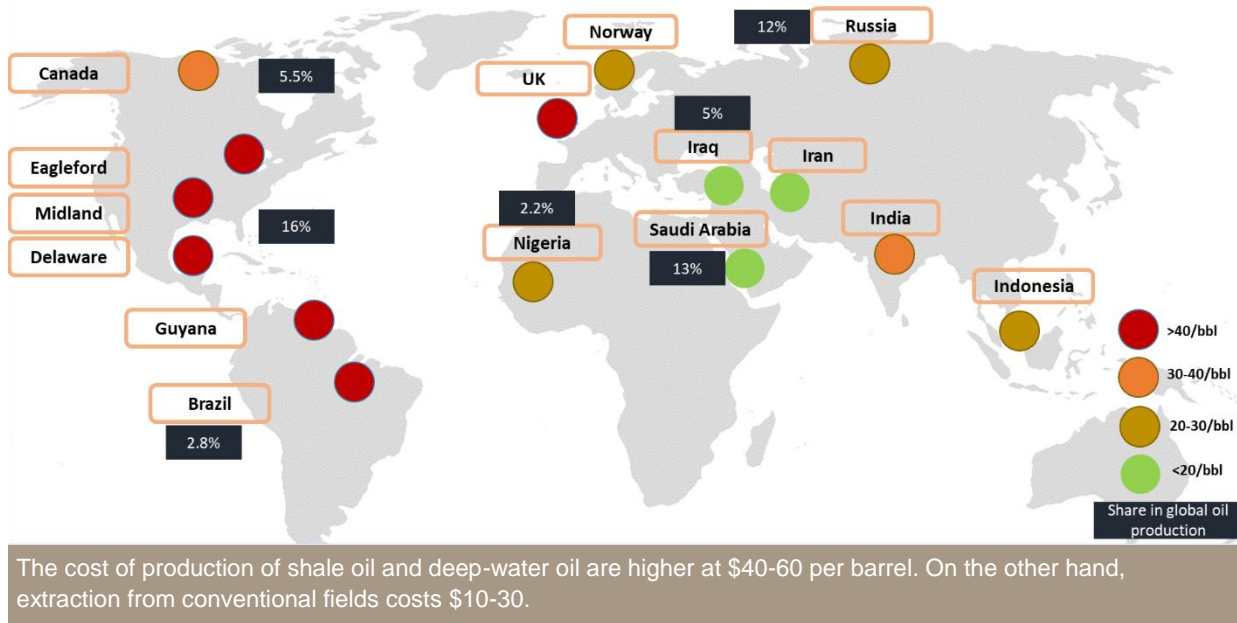 Norway
12%
Russia
Canada
5.5%
UK
5%
Iraq
Iran
Eagleford
Midland
Delaware
16%
2.2%
Nigeria
Saudi Arabia
13%
India
Indonesia
Guyana
Brazil
2.8%
>40/bbl
30-40/bbl
20-30/bbl
<20/bbl
Share in global oil
production
The cost of production of shale oil and deep-water oil are higher at $40-60 per barrel. On the other hand,
extraction from conventional fields costs $10-30.